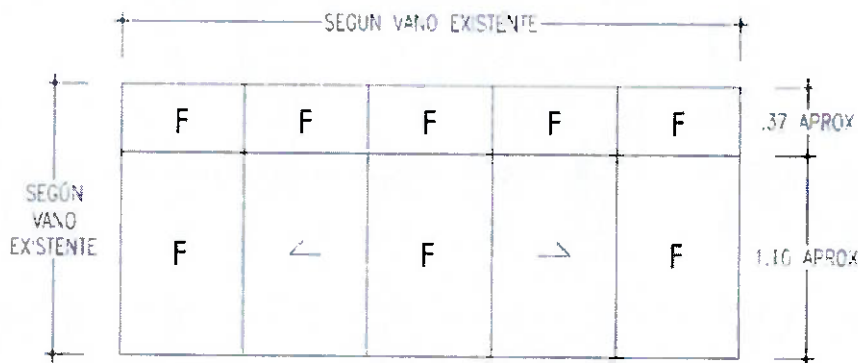 SEGUN VANO EXISTENTE
F F F F F
.37 APROX
SEGÚN
VANO
EXISTENTE
F F F
1.10 APROX